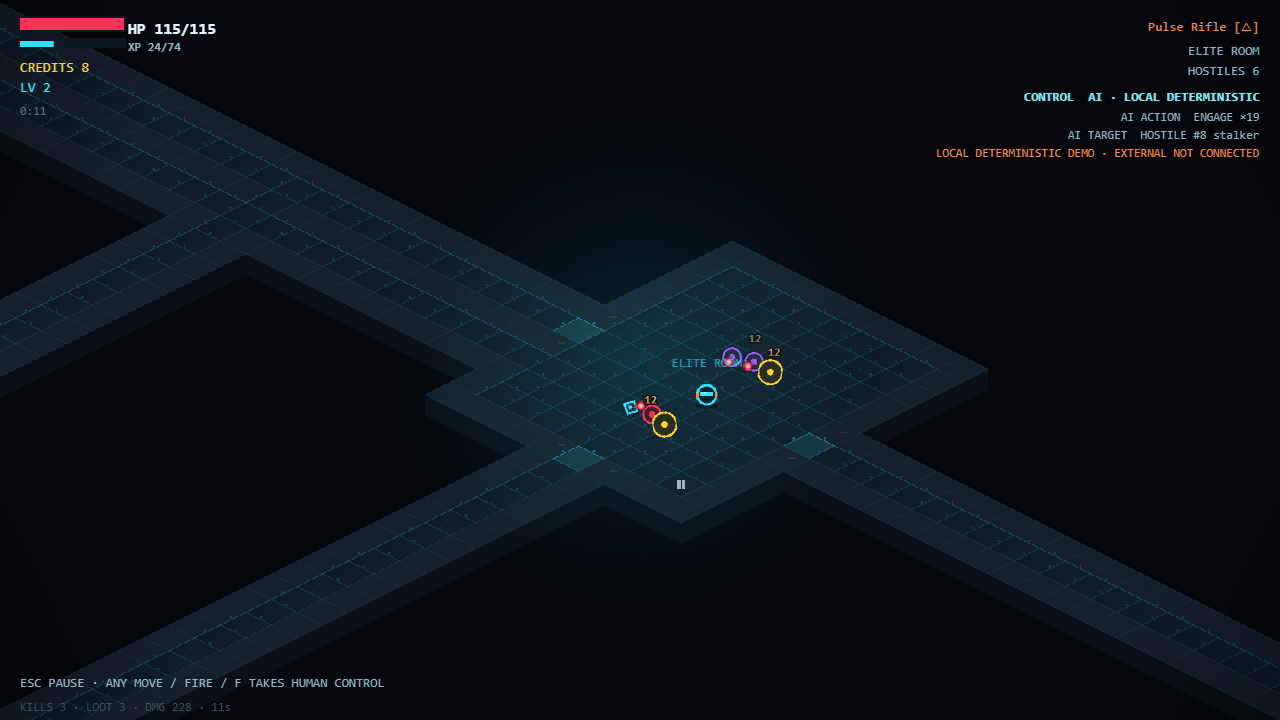 HP 115/115
XP 24/74
CREDITS 8
LV 2
0:11
Pulse Rifle [△]
ELITE ROOM
HOSTILES 6
CONTROL  AI · LOCAL DETERMINISTIC
AI ACTION  ENGAGE ×19
AI TARGET  HOSTILE #8 stalker
LOCAL DETERMINISTIC DEMO · EXTERNAL NOT CONNECTED
12
12
ELITE ROOM
12
ESC PAUSE · ANY MOVE / FIRE / F TAKES HUMAN CONTROL
KILLS 3 · LOOT 3 · DMG 228 · 11s